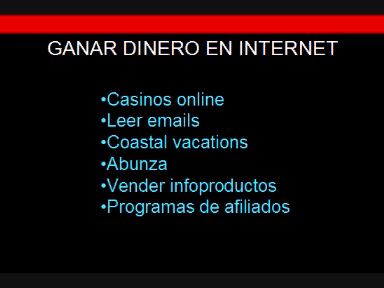 GANAR DINERO EN INTERNET
•Casinos online
•Leer emails
•Coastal vacations
•Abunza
•Vender infoproductos
•Programas de afiliados